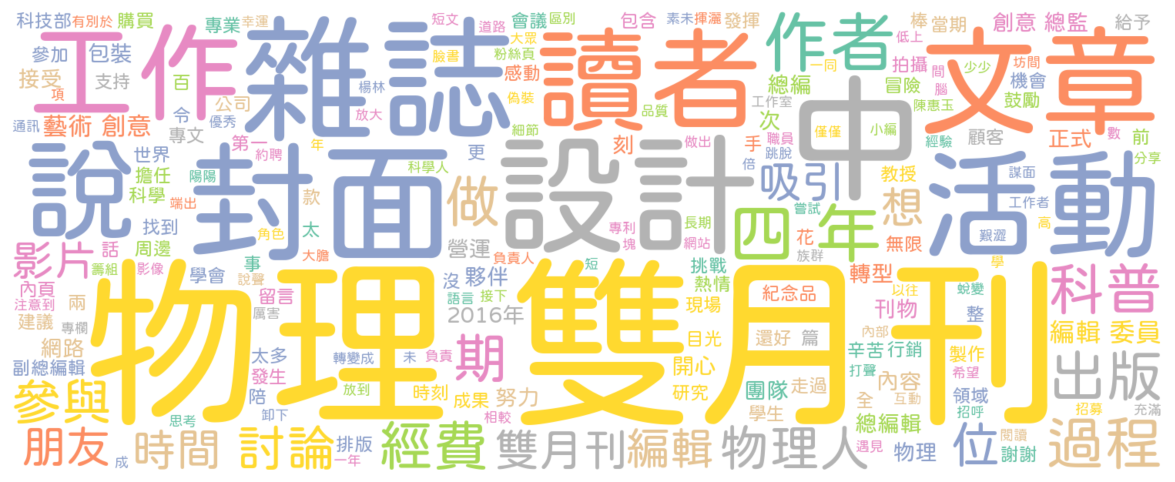 科技部 有別於 購買 專業 幸運 短文 道路 會議 區別 包含 素未 揮灑 發揮 棒 當期 創意 總監 給予
參加 包裝 工作 雜誌 大眾 臉書 粉絲頁 讀者 作者 低上 一同 文章 少少 坊間
接受 支持 百 楊林 感動 總編 拍攝 冒險 間 腦 機會 鼓勵
項 令 公司 偽裝 放大 品質 工作室 陳惠玉
通訊 藝術 創意 優秀 專文 細節 刻 次 僅僅 小編 中 經驗 顧客 正式 數 前
第一 約聘 年 更 設計 做出 手 職員 跳脫 分享
說 世界 擔任 陽陽 封面 科學人 倍 吸引 教授 謀面 活動
科學 端出 款 做 專利 長期 嘗試 想 工作者 高
找到 角色 太 塊 網站 四年 花 族群 無限 艱澀
影片 話 周邊 事 大膽 營運 負責人 短 挑戰 轉型 學
籌組 影像 學會 說聲 沒 夥伴 熱情 科普
內頁 注意到 兩 留言 語言 接下 現場 紀念品 刊物 以往 蛻變
建議 專欄 厲害 2016年 整
物理雙月刊
網路 太多 轉變成 未 負責 期 目光 還好 篇 內部 辛苦 行銷 製作 編輯 委員
副總編輯 發生 開心 打聲 希望
參與 陪 放到 時刻 成果 努力 研究 團隊 走過 內容 互動 領域 出版
思考 卸下 相較 學生 全 總編輯 招呼 招募 充滿
朋友 成 時間 討論 排版 一年 經費 雙月刊 編輯 物理人 遇見 物理 位 閱讀 謝謝 過程